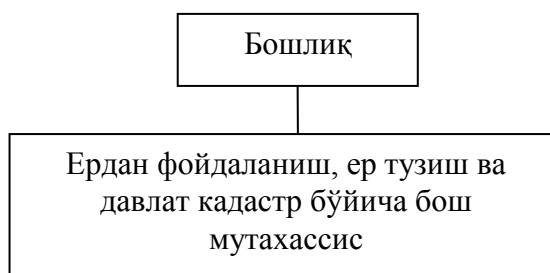 Бошлиқ
Ердан фойдаланиш, ер тузиш ва
давлат кадастр бўйича бош
мутахассис